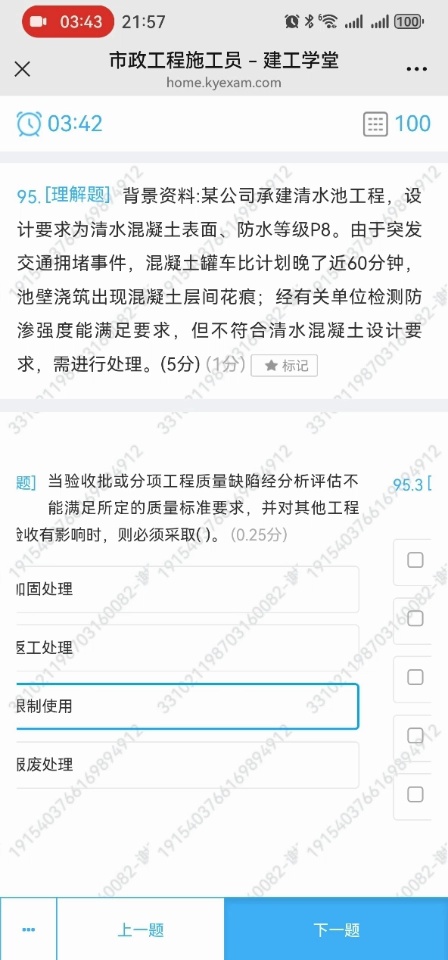 03:43 21:57 100
市政工程施工员 – 建工学堂
home.kyexam.com
03:42 100
95.[理解题] 背景资料:某公司承建清水池工程，设
计要求为清水混凝土表面、防水等级P8。由于突发
交通拥堵事件，混凝土罐车比计划晚了近60分钟，
池壁浇筑出现混凝土层间花痕；经有关单位检测防
渗强度能满足要求，但不符合清水混凝土设计要
求，需进行处理。(5分) (1分) ★ 标记
题] 当验收批或分项工程质量缺陷经分析评估不
95.3 [
能满足所定的质量标准要求，并对其他工程
验收有影响时，则必须采取( )。(0.25分)
加固处理
返工处理
限制使用
报废处理
... 上一题 下一题